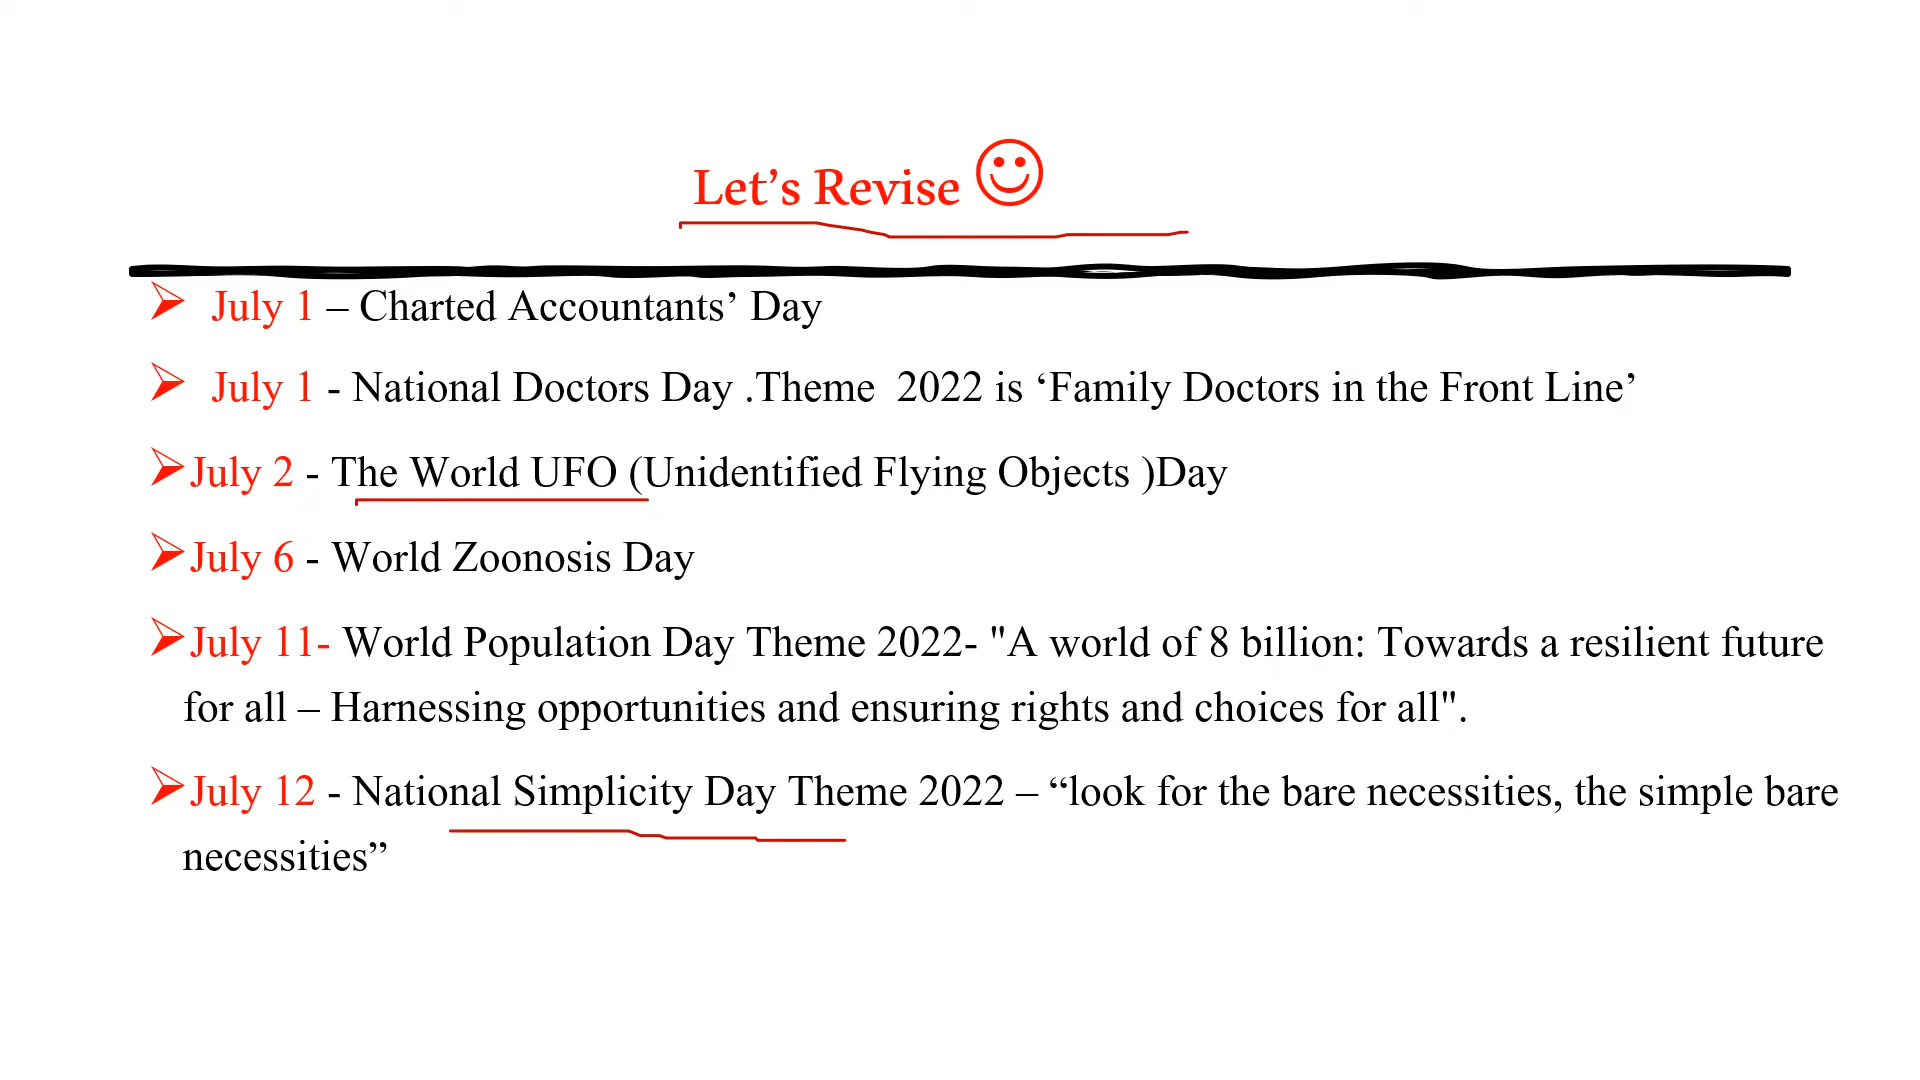 Let’s Revise
July 1 – Charted Accountants’ Day
July 1 - National Doctors Day .Theme  2022 is ‘Family Doctors in the Front Line’
July 2 - The World UFO (Unidentified Flying Objects )Day
July 6 - World Zoonosis Day
July 11- World Population Day Theme 2022- "A world of 8 billion: Towards a resilient future
for all – Harnessing opportunities and ensuring rights and choices for all".
July 12 - National Simplicity Day Theme 2022 – “look for the bare necessities, the simple bare
necessities”